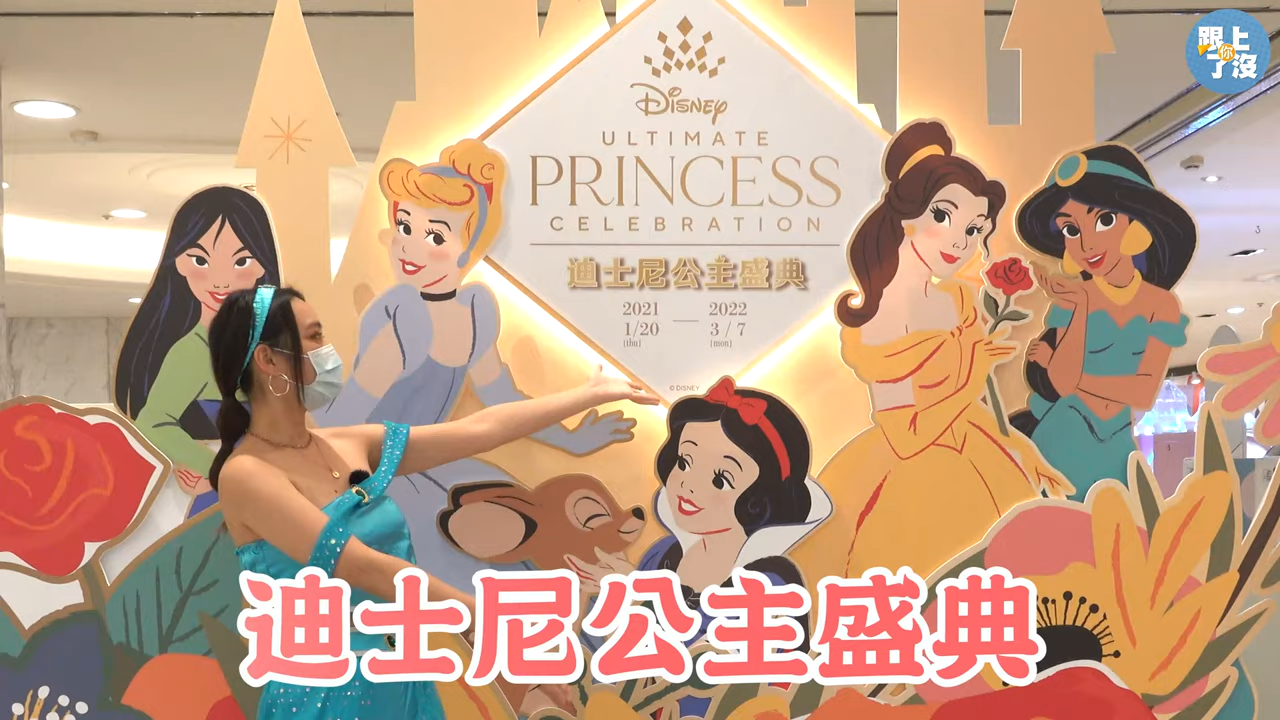 跟上
你
了沒
Disney
ULTIMATE
PRINCESS
CELEBRATION
迪士尼公主盛典
2021 2022
1/20 — 3/7
(thu) (mon)
© DISNEY
迪士尼公主盛典